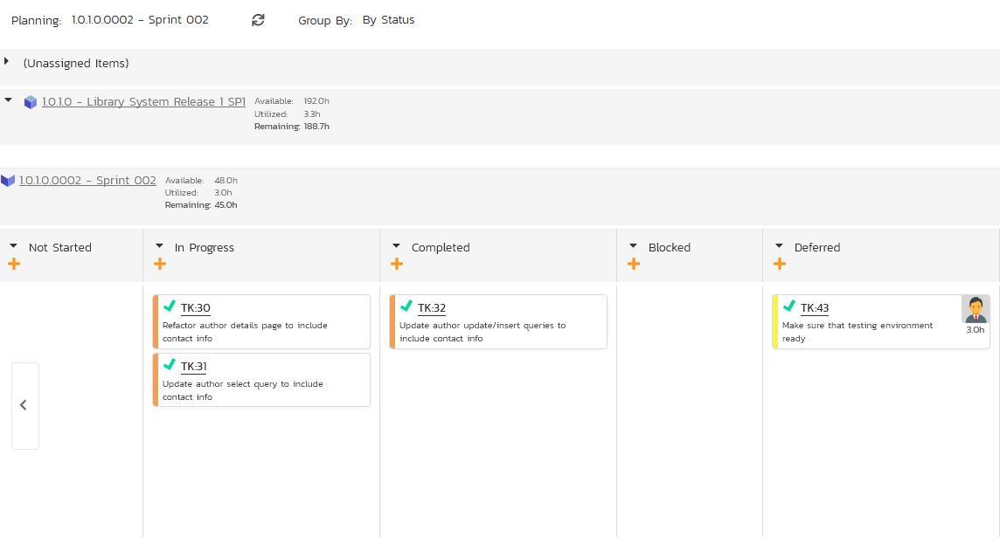 Planning: 1.0.1.0.0002 - Sprint 002 Group By: By Status
(Unassigned Items)
1.0.1.0 - Library System Release 1 SP1 Available: 192.0h
Utilized: 3.3h
Remaining: 188.7h
1.0.1.0.0002 - Sprint 002 Available: 48.0h
Utilized: 3.0h
Remaining: 45.0h
Not Started In Progress Completed Blocked Deferred
TK:30
Refactor author details page to include
contact info
TK:31
Update author select query to include
contact info
TK:32
Update author update/insert queries to
include contact info
TK:43
Make sure that testing environment
ready
3.0h